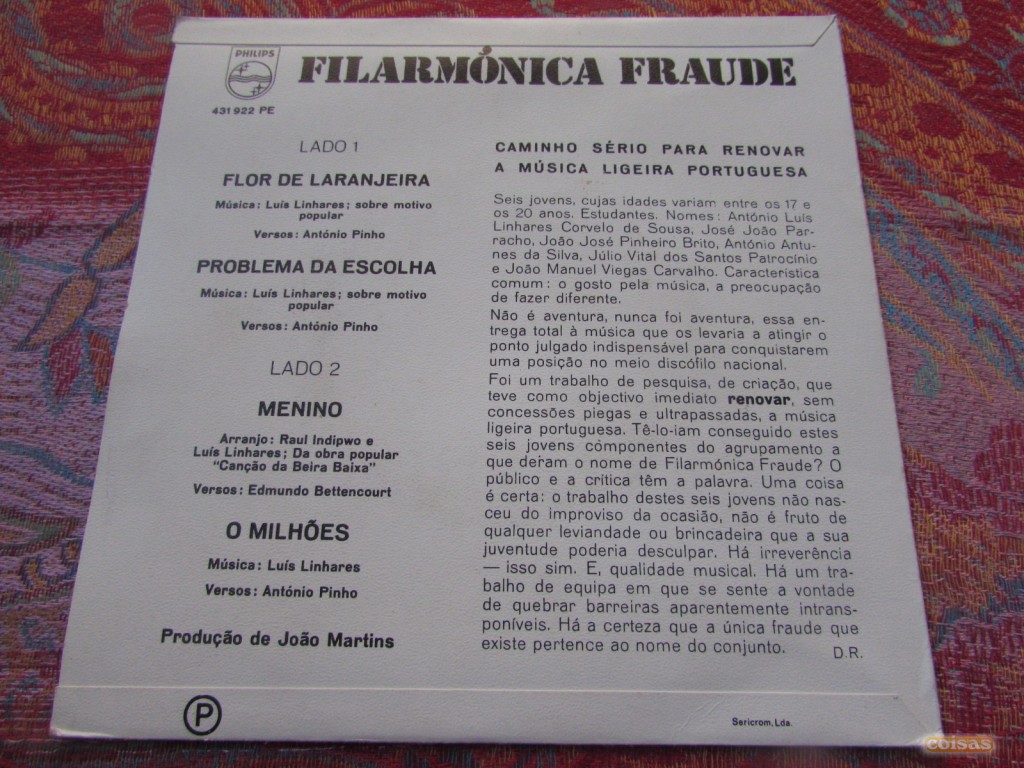 PHILIPS
FILARMÓNICA FRAUDE
431 922 PE
LADO 1
FLOR DE LARANJEIRA
Música: Luís Linhares; sobre motivo
popular
Versos: António Pinho
PROBLEMA DA ESCOLHA
Música: Luís Linhares; sobre motivo
popular
Versos: António Pinho
LADO 2
MENINO
Arranjo: Raul Indipwo e
Luís Linhares; Da obra popular
"Canção da Beira Baixa"
Versos: Edmundo Bettencourt
O MILHÕES
Música: Luís Linhares
Versos: António Pinho
Produção de João Martins
CAMINHO SÉRIO PARA RENOVAR
A MÚSICA LIGEIRA PORTUGUESA
Seis jovens, cujas idades variam entre os 17 e
os 20 anos. Estudantes. Nomes: António Luís
Linhares Corvelo de Sousa, José João Par-
racho, João José Pinheiro Brito, António Antu-
nes da Silva, Júlio Vital dos Santos Patrocínio
e João Manuel Viegas Carvalho. Característica
comum: o gosto pela música, a preocupação
de fazer diferente.
Não é aventura, nunca foi aventura, essa en-
trega total à música que os levaria a atingir o
ponto julgado indispensável para conquistarem
uma posição no meio discófilo nacional.
Foi um trabalho de pesquisa, de criação, que
teve como objectivo imediato renovar, sem
concessões piegas e ultrapassadas, a música
ligeira portuguesa. Tê-lo-iam conseguido estes
seis jovens componentes do agrupamento a
que deram o nome de Filarmónica Fraude? O
público e a crítica têm a palavra. Uma coisa
é certa: o trabalho destes seis jovens não nas-
ceu do improviso da ocasião, não é fruto de
qualquer leviandade ou brincadeira que a sua
juventude poderia desculpar. Há irreverência
— isso sim. E, qualidade musical. Há um tra-
balho de equipa em que se sente a vontade
de quebrar barreiras aparentemente intrans-
poníveis. Há a certeza que a única fraude que
existe pertence ao nome do conjunto.
D.R.
P
Sericrom, Lda.
coisas